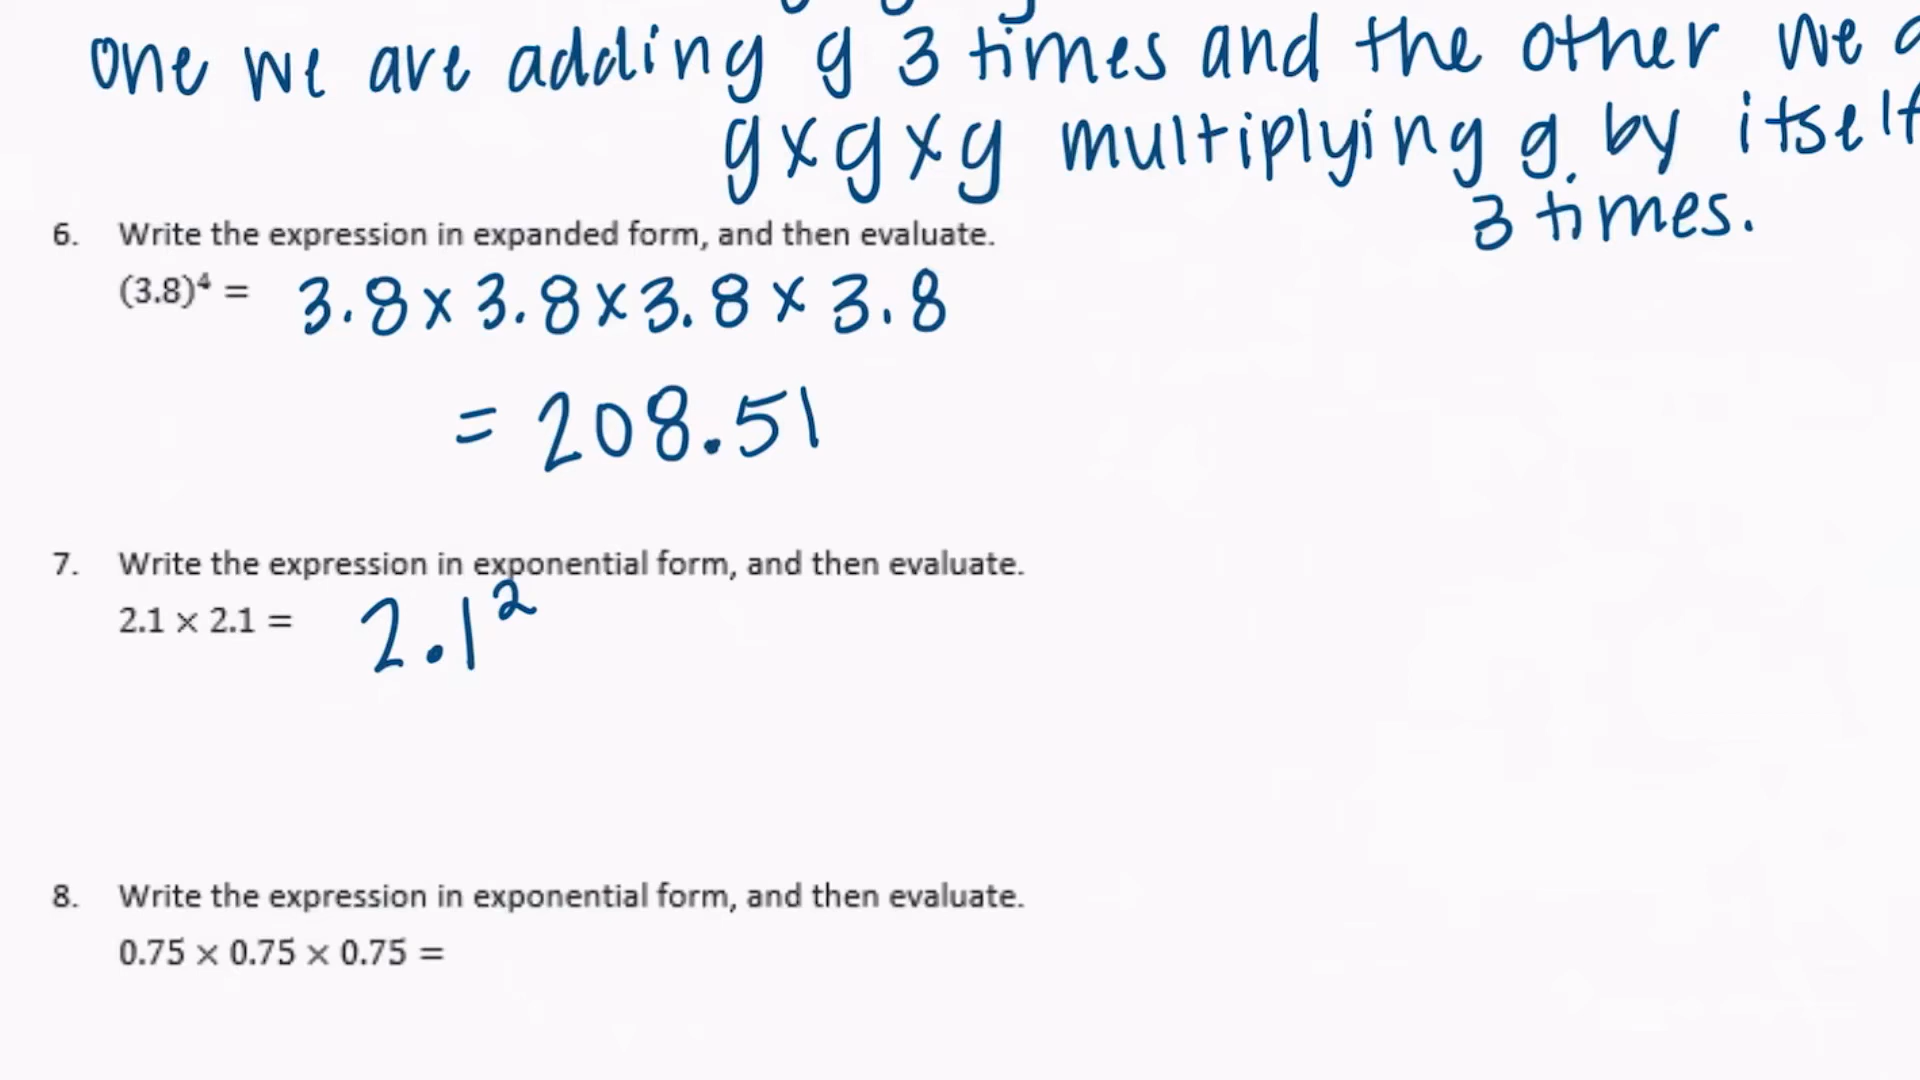 one we are adding g 3 times and the other we
g×g×g multiplying g by itself
3 times.
6. Write the expression in expanded form, and then evaluate.
(3.8)⁴ = 3.8 × 3.8 × 3.8 × 3.8
= 208.51
7. Write the expression in exponential form, and then evaluate.
2.1 × 2.1 = 2.1²
8. Write the expression in exponential form, and then evaluate.
0.75 × 0.75 × 0.75 =